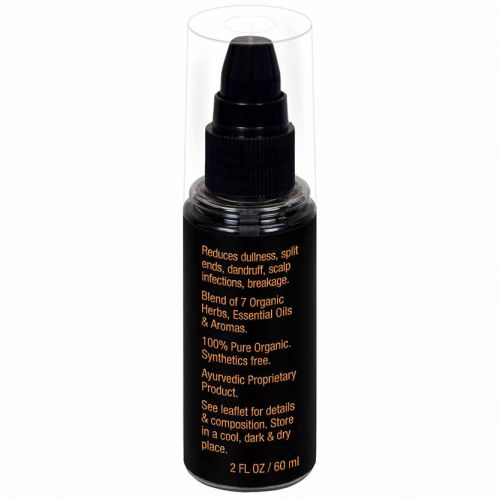 Reduces dullness, split
ends, dandruff, scalp
infections, breakage.
Blend of 7 Organic
Herbs, Essential Oils
& Aromas.
100% Pure Organic.
Synthetics free.
Ayurvedic Proprietary
Product.
See leaflet for details
& composition. Store
in a cool, dark & dry
place.
2 FL OZ / 60 ml